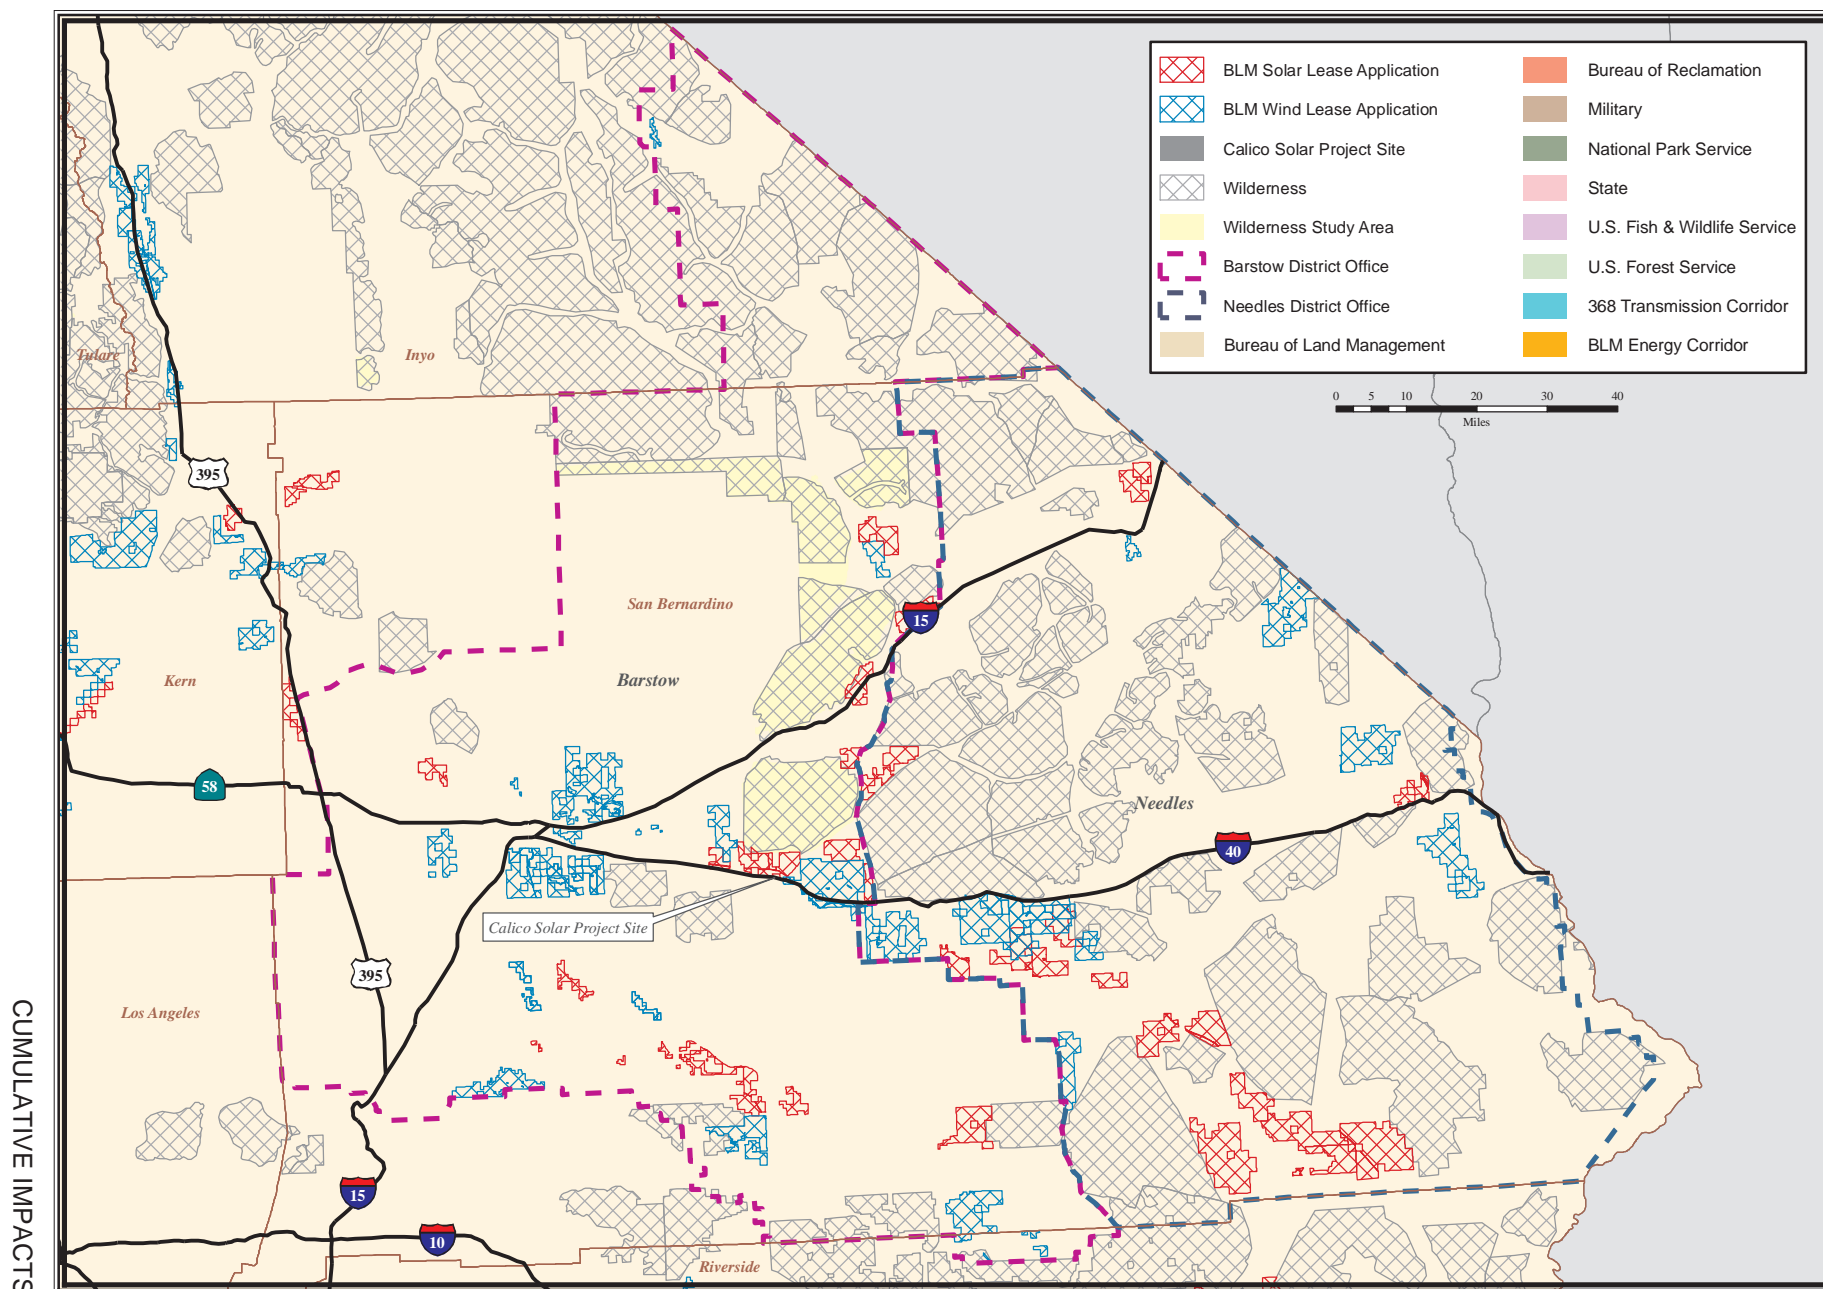 BLM Solar Lease Application
BLM Wind Lease Application
Calico Solar Project Site
Wilderness
Wilderness Study Area
Barstow District Office
Needles District Office
Bureau of Land Management
Bureau of Reclamation
Military
National Park Service
State
U.S. Fish & Wildlife Service
U.S. Forest Service
368 Transmission Corridor
BLM Energy Corridor
0 5 10 20 30 40
Miles
Tulare
Inyo
395
San Bernardino
15
Kern
Barstow
58
Needles
40
Calico Solar Project Site
395
Los Angeles
15
10
Riverside
CUMULATIVE IMPACTS